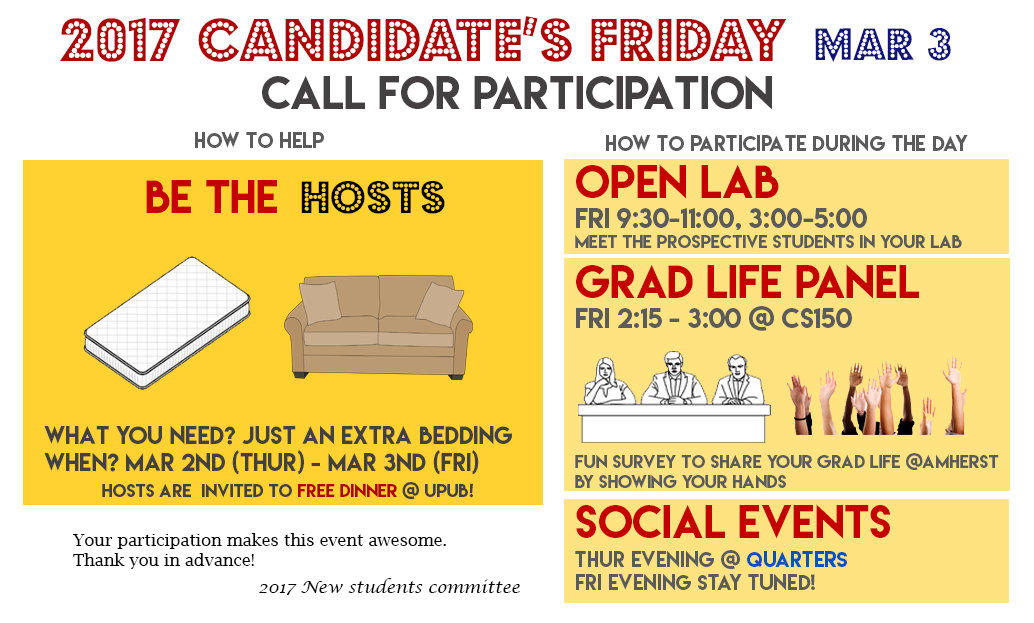 2017 CANDIDATE'S FRIDAY MAR 3
CALL FOR PARTICIPATION
HOW TO HELP
BE THE HOSTS
WHAT YOU NEED? JUST AN EXTRA BEDDING
WHEN? MAR 2ND (THUR) - MAR 3ND (FRI)
HOSTS ARE INVITED TO FREE DINNER @ UPUB!
Your participation makes this event awesome.
Thank you in advance!
2017 New students committee
HOW TO PARTICIPATE DURING THE DAY
OPEN LAB
FRI 9:30-11:00, 3:00-5:00
MEET THE PROSPECTIVE STUDENTS IN YOUR LAB
GRAD LIFE PANEL
FRI 2:15 - 3:00 @ CS150
FUN SURVEY TO SHARE YOUR GRAD LIFE @AMHERST
BY SHOWING YOUR HANDS
SOCIAL EVENTS
THUR EVENING @ QUARTERS
FRI EVENING STAY TUNED!